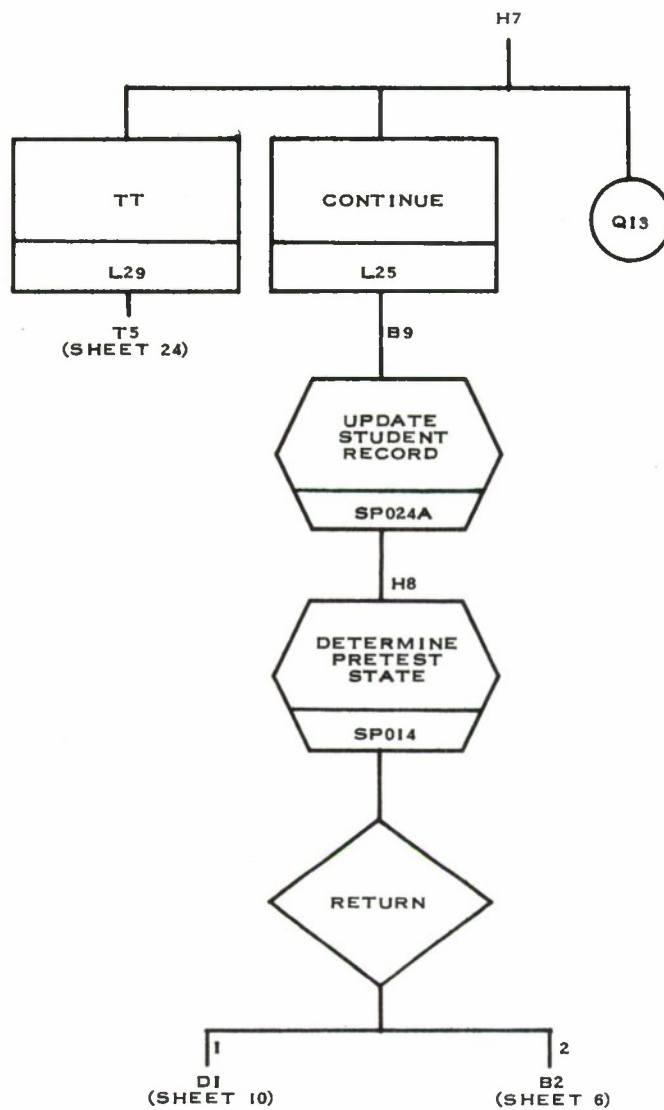 H7
TT
CONTINUE
Q13
L29
L25
T5
(SHEET 24)
B9
UPDATE
STUDENT
RECORD
SP024A
H8
DETERMINE
PRETEST
STATE
SP014
RETURN
1
2
D1
(SHEET 10)
B2
(SHEET 6)